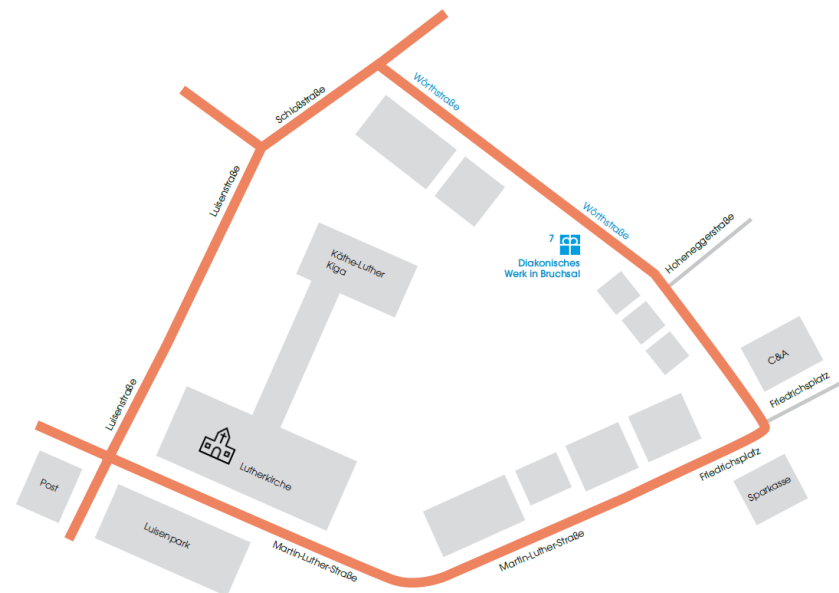 Schloßstraße
Wörthstraße
Luisenstraße
Wörthstraße
Hoheneggerstraße
7
Diakonisches
Werk in Bruchsal
Käthe-Luther
Kiga
C&A
Friedrichsplatz
Luisenstraße
Lutherkirche
Friedrichsplatz
Sparkasse
Post
Luisenpark
Martin-Luther-Straße
Martin-Luther-Straße